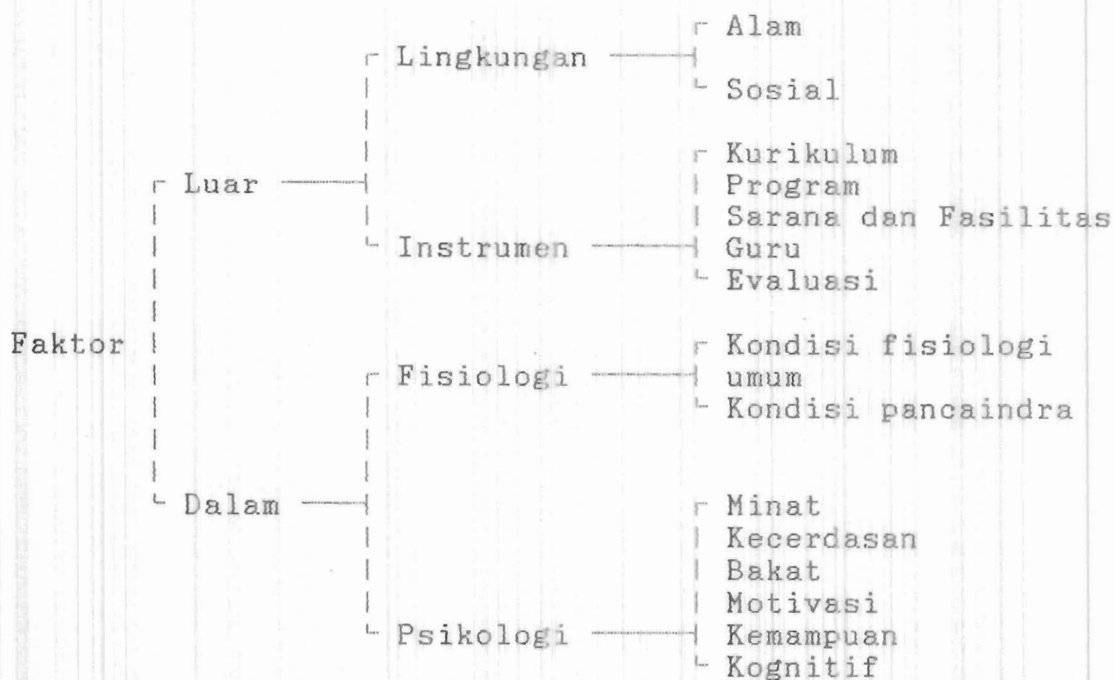 Alam
Lingkungan
Sosial
Kurikulum
Luar
Program
Sarana dan Fasilitas
Instrumen
Guru
Evaluasi
Faktor
Kondisi fisiologi
Fisiologi
umum
Kondisi pancaindra
Dalam
Minat
Kecerdasan
Bakat
Motivasi
Psikologi
Kemampuan
Kognitif